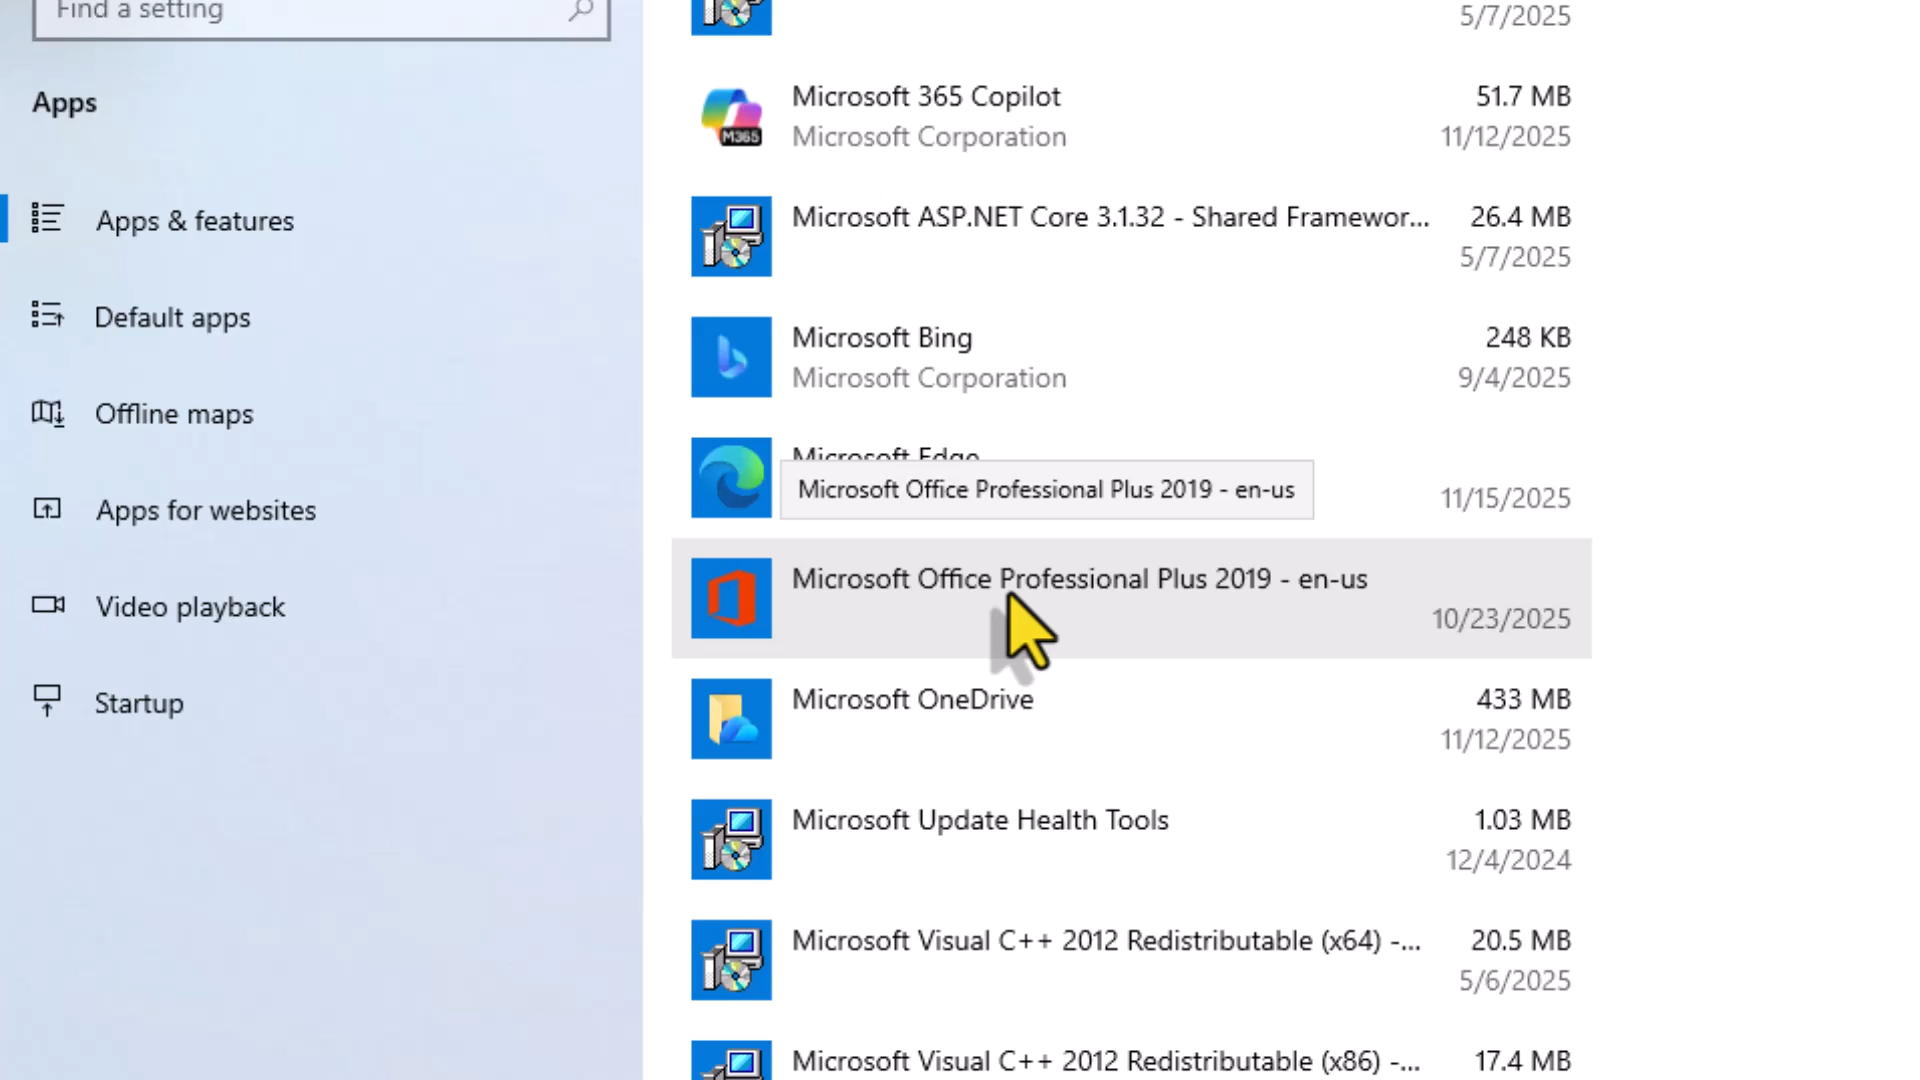 Find a setting
Apps
Apps & features
Default apps
Offline maps
Apps for websites
Video playback
Startup
5/7/2025
Microsoft 365 Copilot 51.7 MB
Microsoft Corporation 11/12/2025
M365
Microsoft ASP.NET Core 3.1.32 - Shared Framewor... 26.4 MB
5/7/2025
Microsoft Bing 248 KB
Microsoft Corporation 9/4/2025
Microsoft Edge
Microsoft Office Professional Plus 2019 - en-us
11/15/2025
Microsoft Office Professional Plus 2019 - en-us
10/23/2025
Microsoft OneDrive 433 MB
11/12/2025
Microsoft Update Health Tools 1.03 MB
12/4/2024
Microsoft Visual C++ 2012 Redistributable (x64) -... 20.5 MB
5/6/2025
Microsoft Visual C++ 2012 Redistributable (x86) -... 17.4 MB